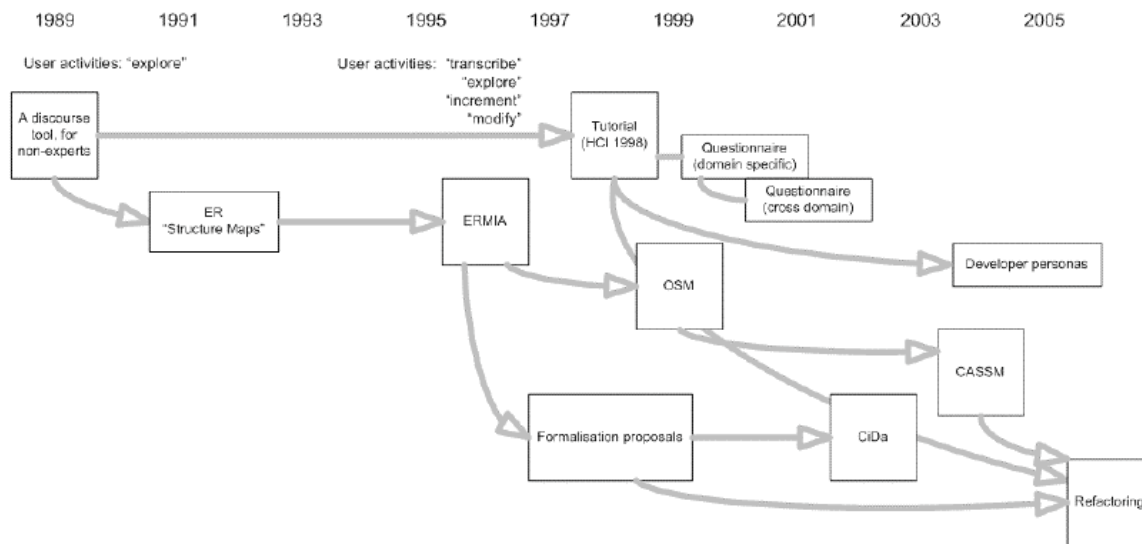 1989 1991 1993 1995 1997 1999 2001 2003 2005
User activities: “explore”
User activities: “transcribe”
“explore”
“increment”
“modify”
A discourse
tool, for
non-experts
Tutorial
(HCI 1998)
Questionnaire
(domain specific)
Questionnaire
(cross domain)
ER
“Structure Maps”
ERMIA
OSM
Developer personas
CASSM
Formalisation proposals
CiDa
Refactoring